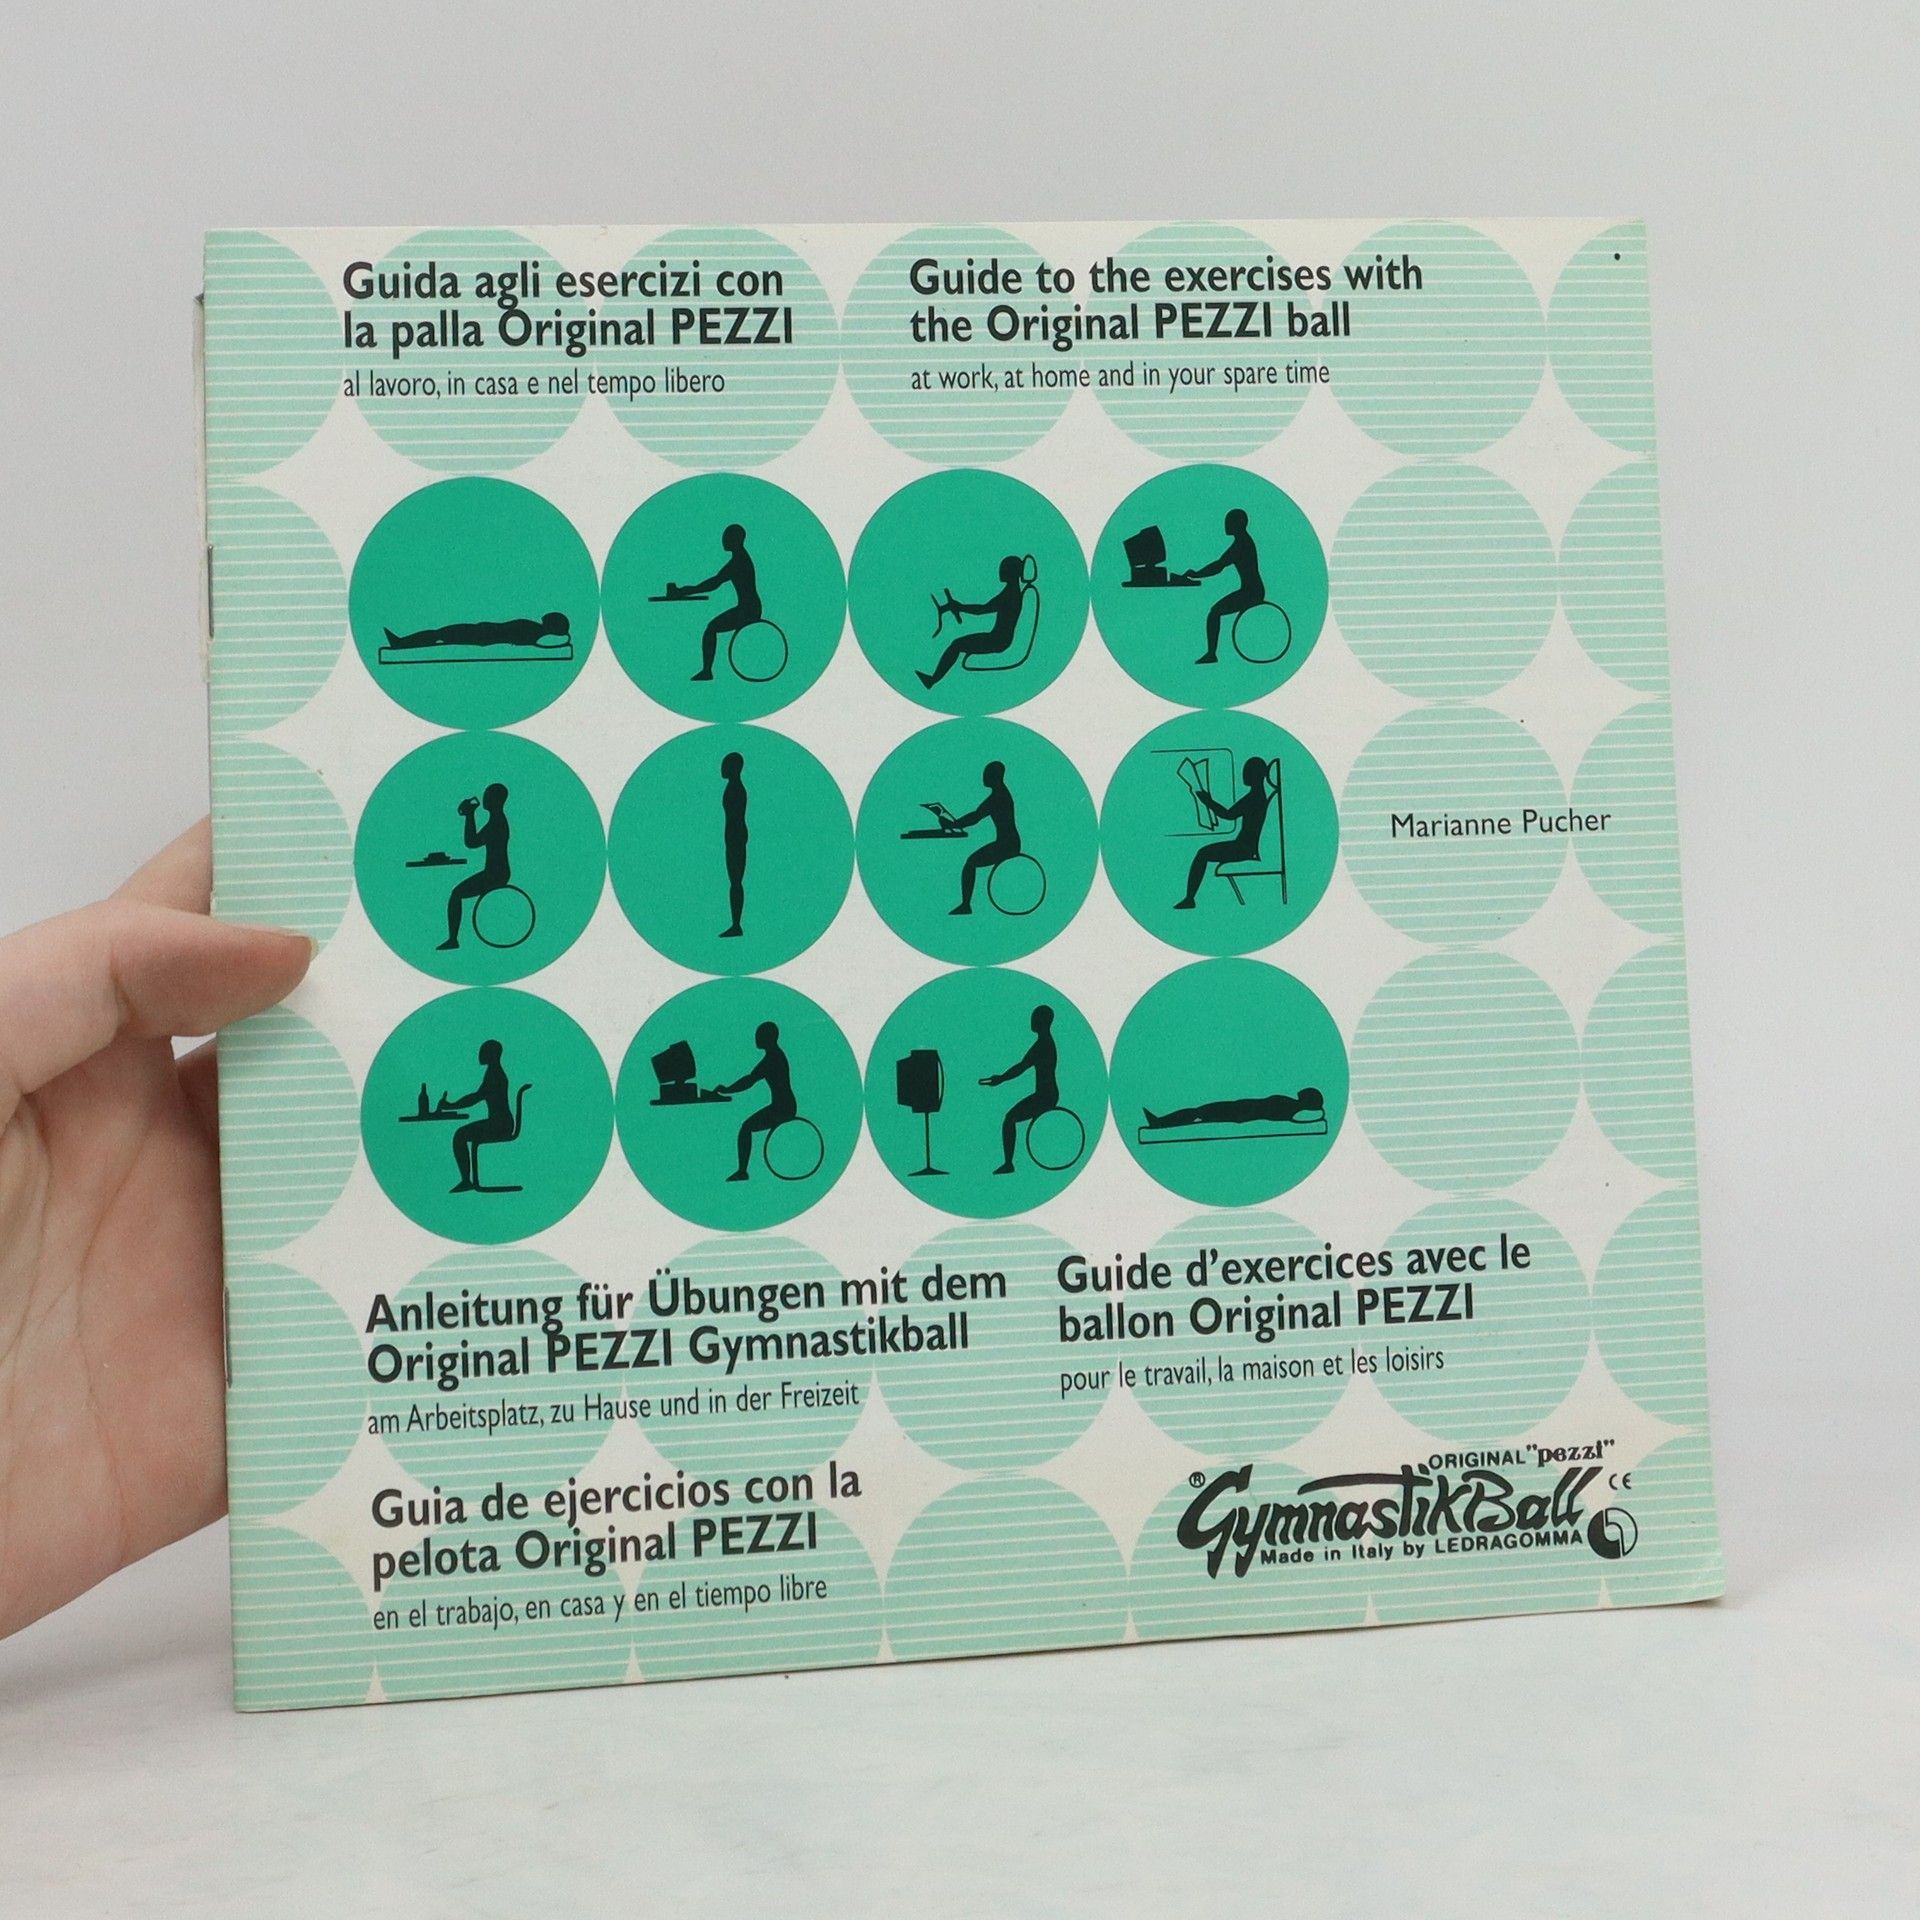 Guida agli esercizi con
la palla Original PEZZI
al lavoro, in casa e nel tempo libero
Guide to the exercises with
the Original PEZZI ball
at work, at home and in your spare time
Marianne Pucher
Anleitung für Übungen mit dem
Original PEZZI Gymnastikball
am Arbeitsplatz, zu Hause und in der Freizeit
Guide d'exercices avec le
ballon Original PEZZI
pour le travail, la maison et les loisirs
Guia de ejercicios con la
pelota Original PEZZI
en el trabajo, en casa y en el tiempo libre
ORIGINAL "pezzi"
® GymnastikBall CE
Made in Italy by LEDRAGOMMA